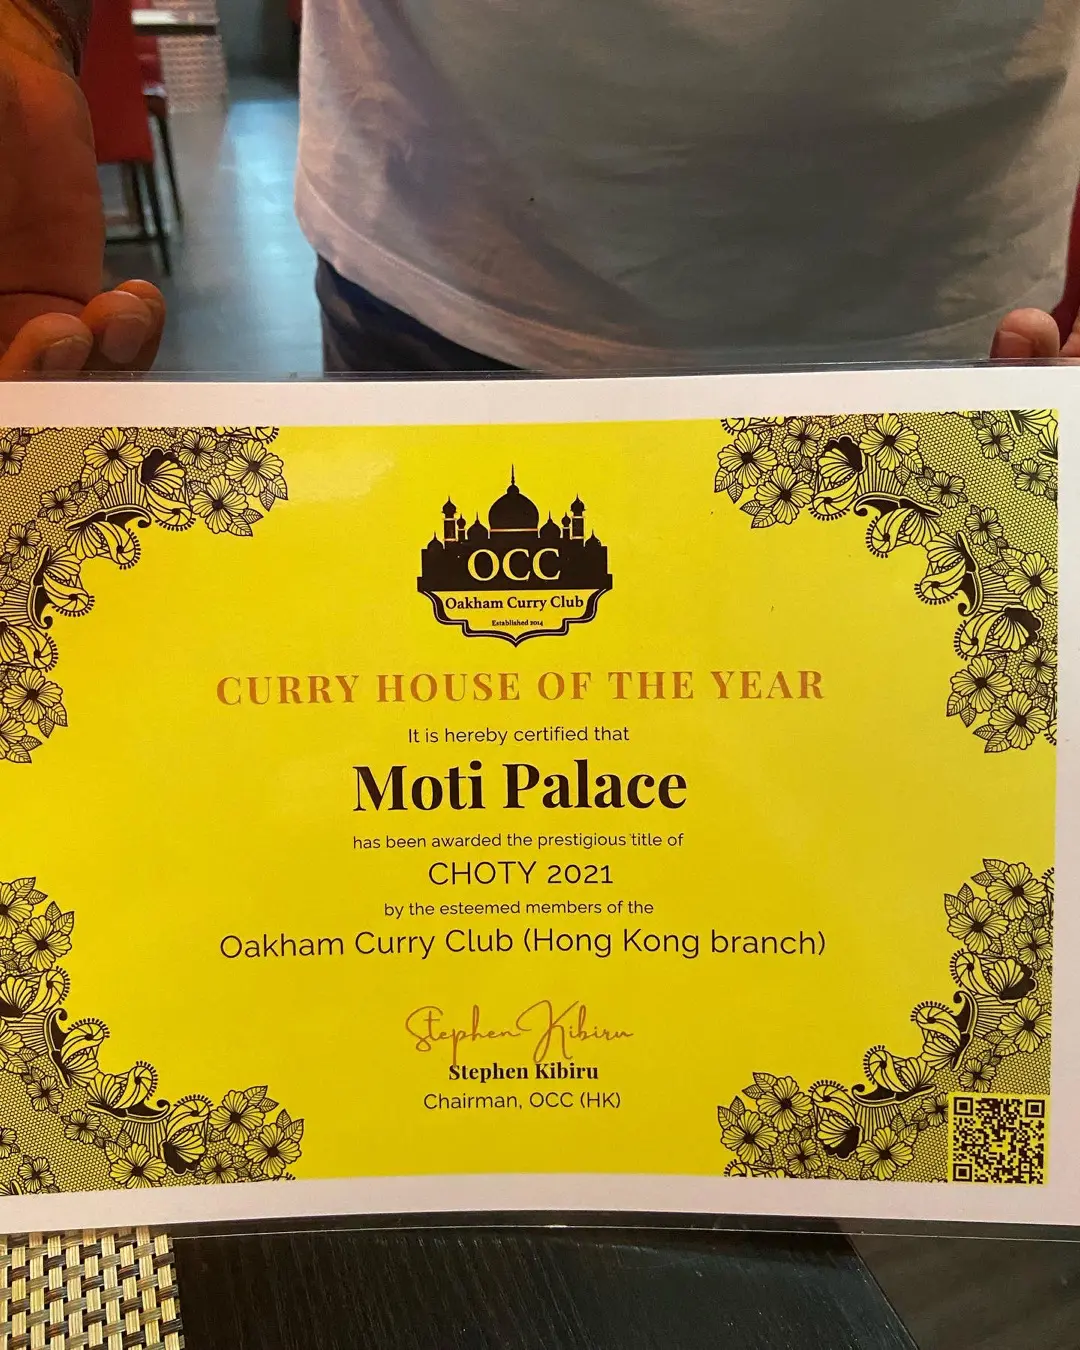 OCC
Oakham Curry Club
Established 2014
CURRY HOUSE OF THE YEAR
It is hereby certified that
Moti Palace
has been awarded the prestigious title of
CHOTY 2021
by the esteemed members of the
Oakham Curry Club (Hong Kong branch)
Stephen Kibiru
Stephen Kibiru
Chairman, OCC (HK)